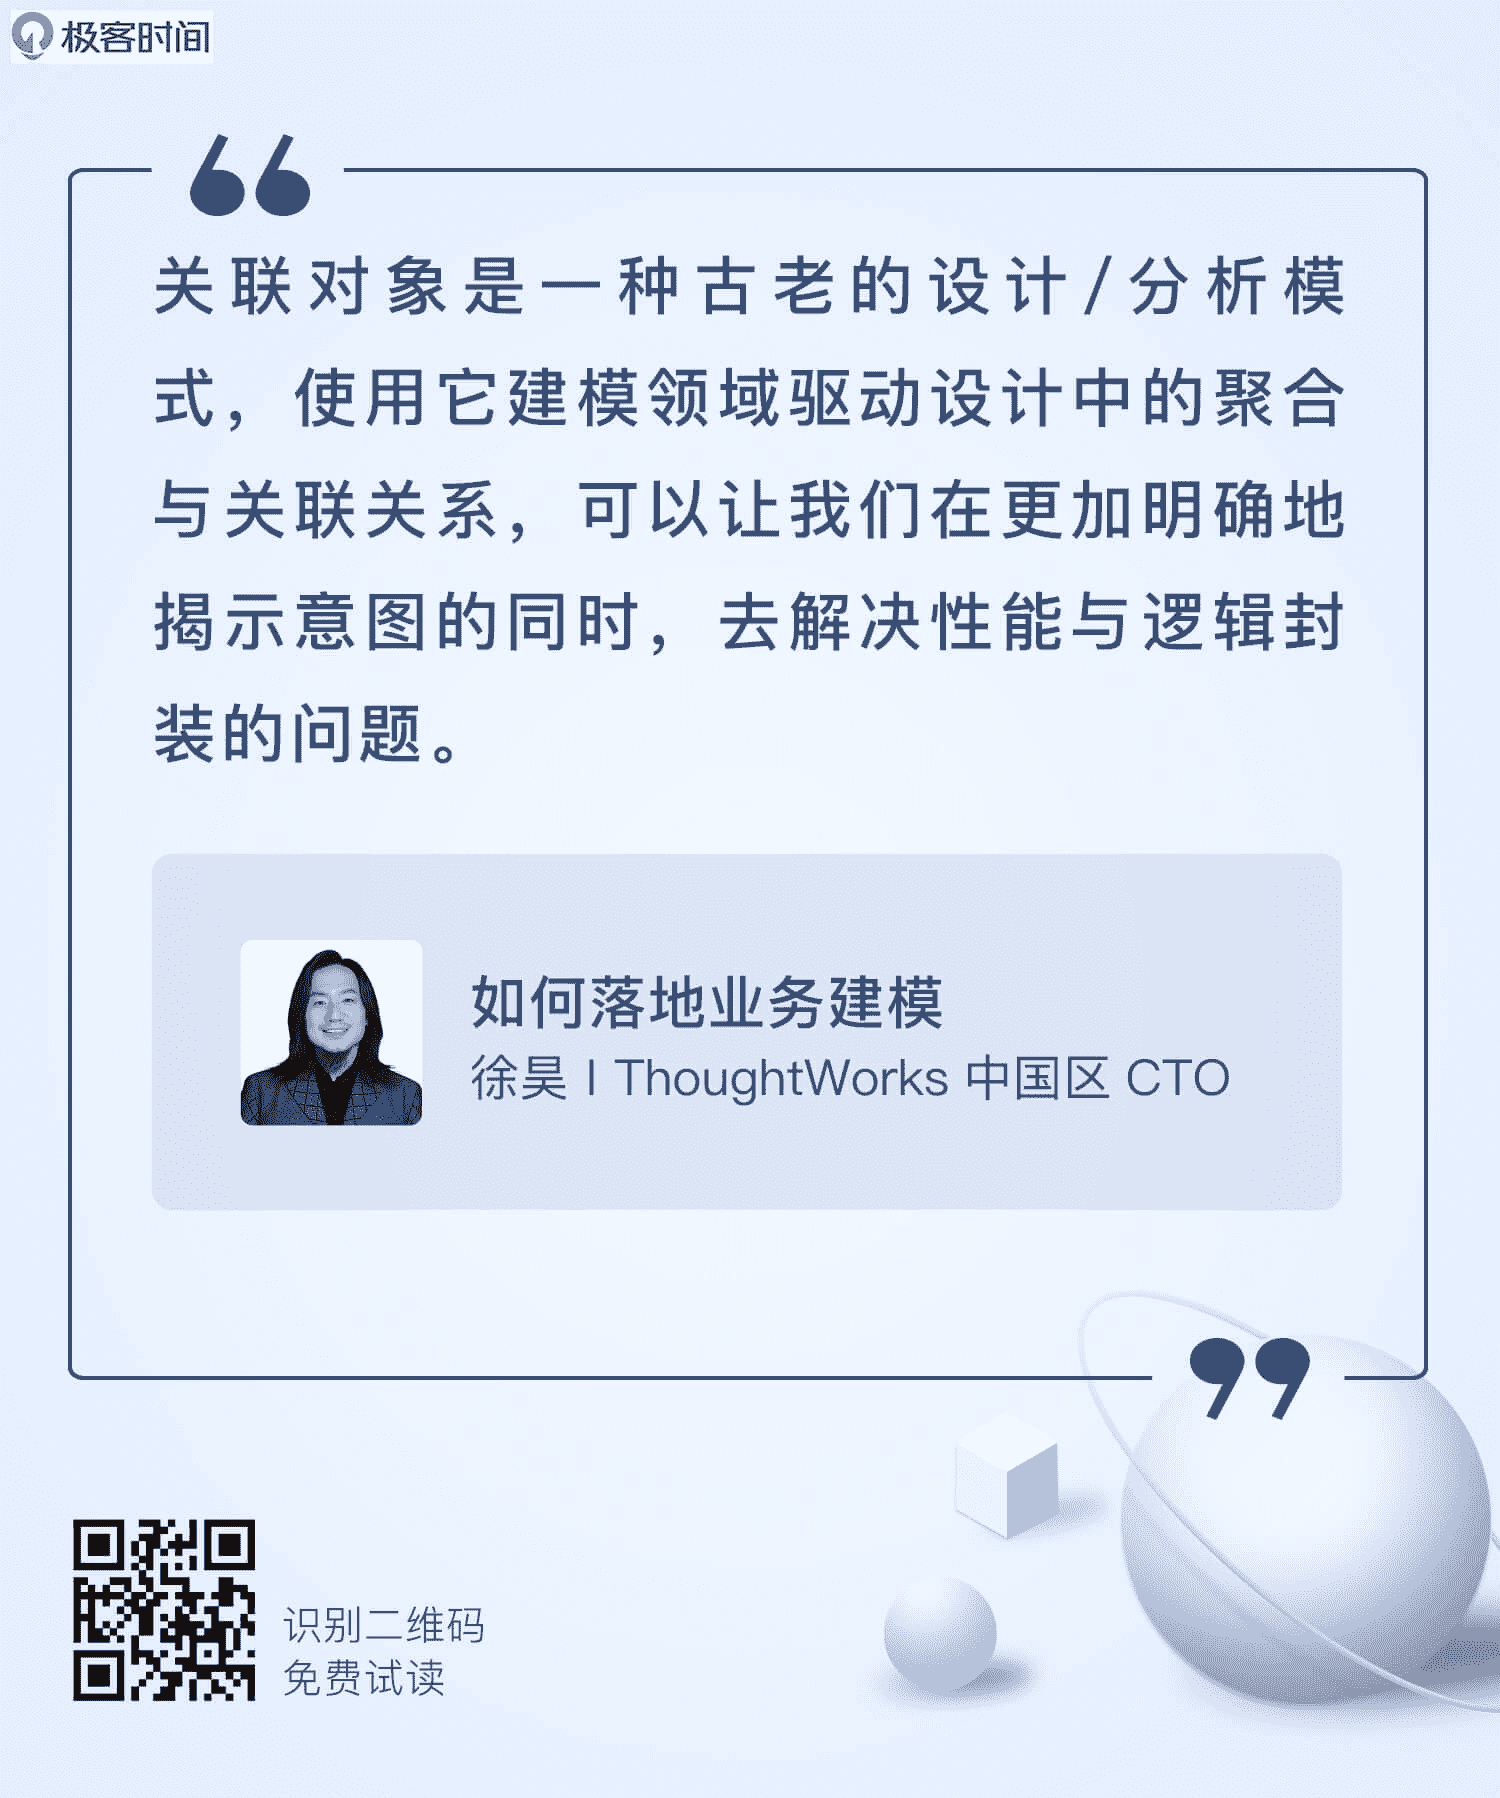 极客时间
关联对象是一种古老的设计/分析模
式，使用它建模领域驱动设计中的聚合
与关联关系，可以让我们在更加明确地
揭示意图的同时，去解决性能与逻辑封
装的问题。
如何落地业务建模
徐昊 | ThoughtWorks 中国区 CTO
识别二维码
免费试读